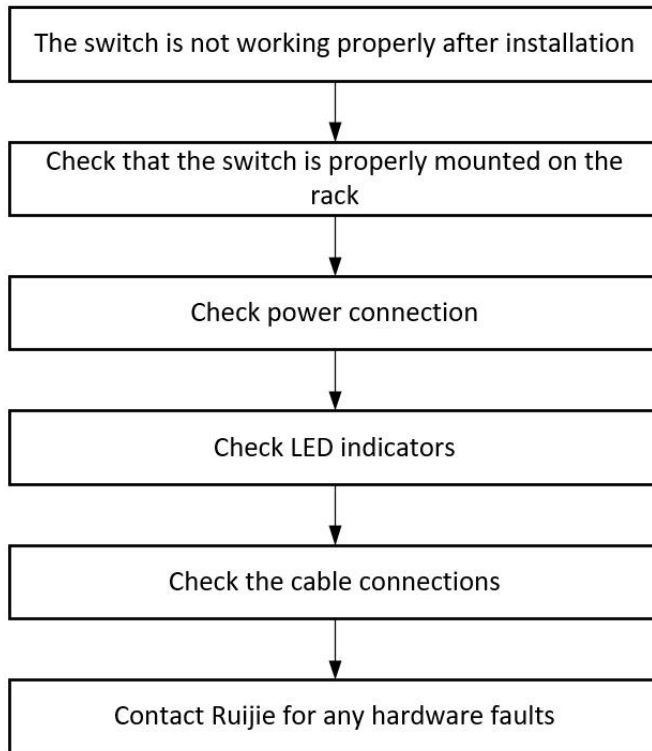 The switch is not working properly after installation
Check that the switch is properly mounted on the
rack
Check power connection
Check LED indicators
Check the cable connections
Contact Ruijie for any hardware faults